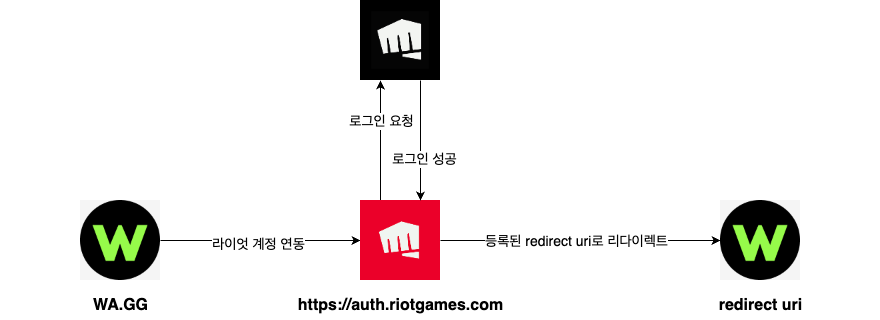 로그인 요청
로그인 성공
W
라이엇 계정 연동
등록된 redirect uri로 리다이렉트
W
WA.GG
https://auth.riotgames.com
redirect uri